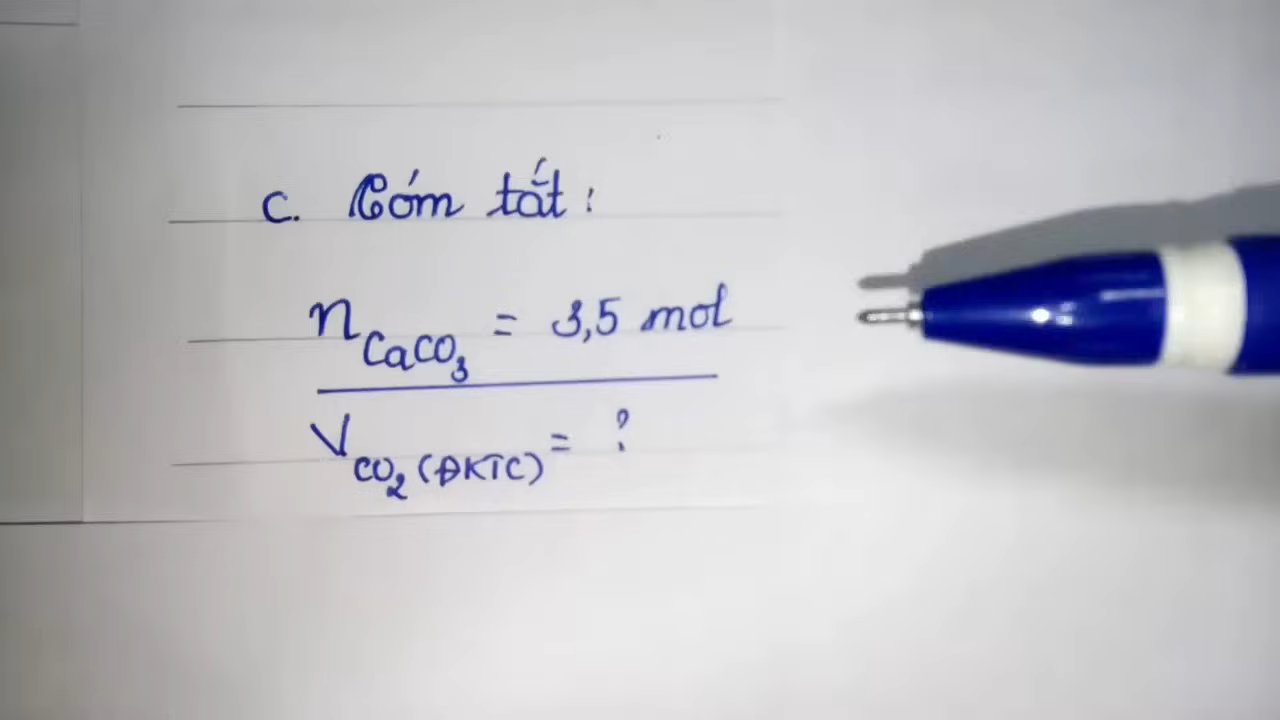 c. Tóm tắt:
n CaCO₃ = 3,5 mol
V CO₂ (ĐKTC) = ?